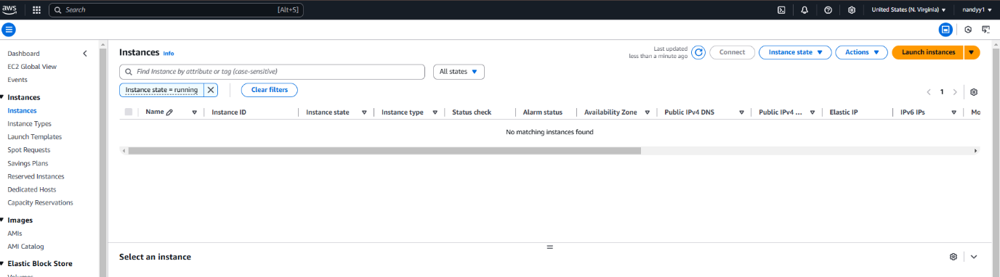 aws
Search [Alt+S]
United States (N. Virginia) nandyy1
Dashboard
EC2 Global View
Events
Instances
Instances
Instance Types
Launch Templates
Spot Requests
Savings Plans
Reserved Instances
Dedicated Hosts
Capacity Reservations
Images
AMIs
AMI Catalog
Elastic Block Store
Volumes
Instances Info
Last updated
less than a minute ago
Connect Instance state Actions Launch instances
Find Instance by attribute or tag (case-sensitive) All states
Instance state = running Clear filters 1
Name Instance ID Instance state Instance type Status check Alarm status Availability Zone Public IPv4 DNS Public IPv4 ... Elastic IP IPv6 IPs Mo
No matching instances found
Select an instance